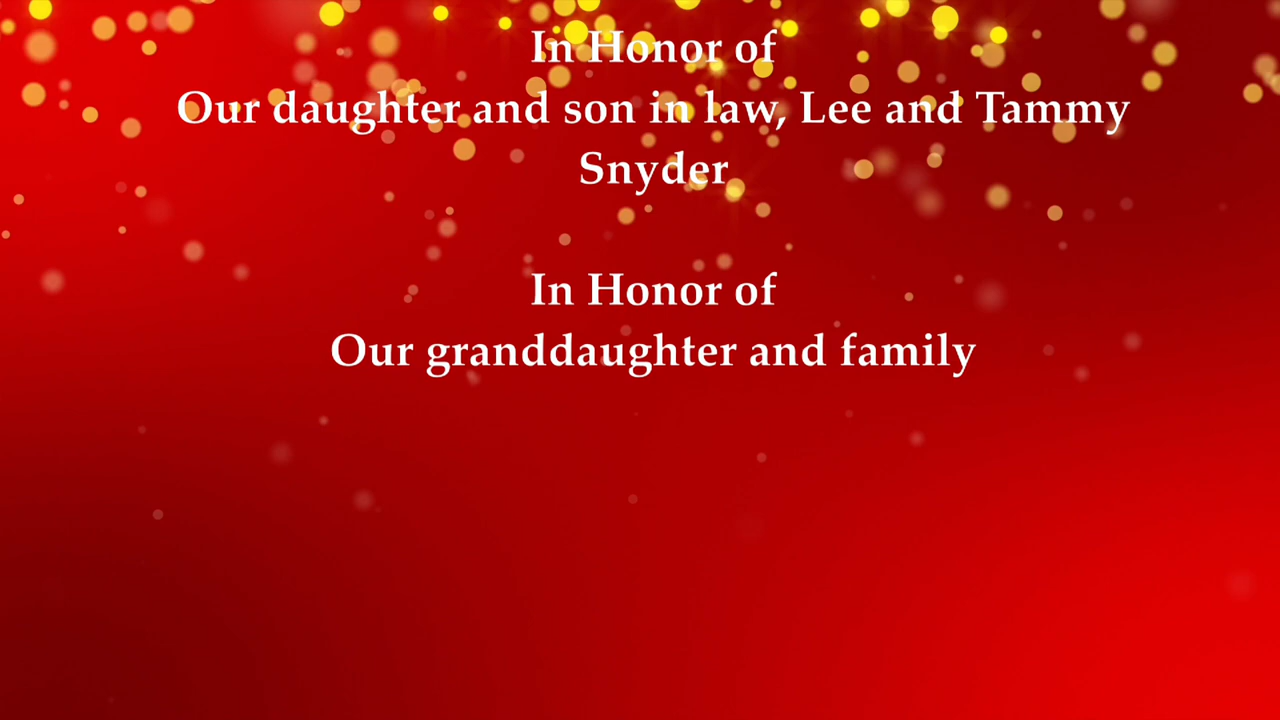 In Honor of
Our daughter and son in law, Lee and Tammy
Snyder
In Honor of
Our granddaughter and family